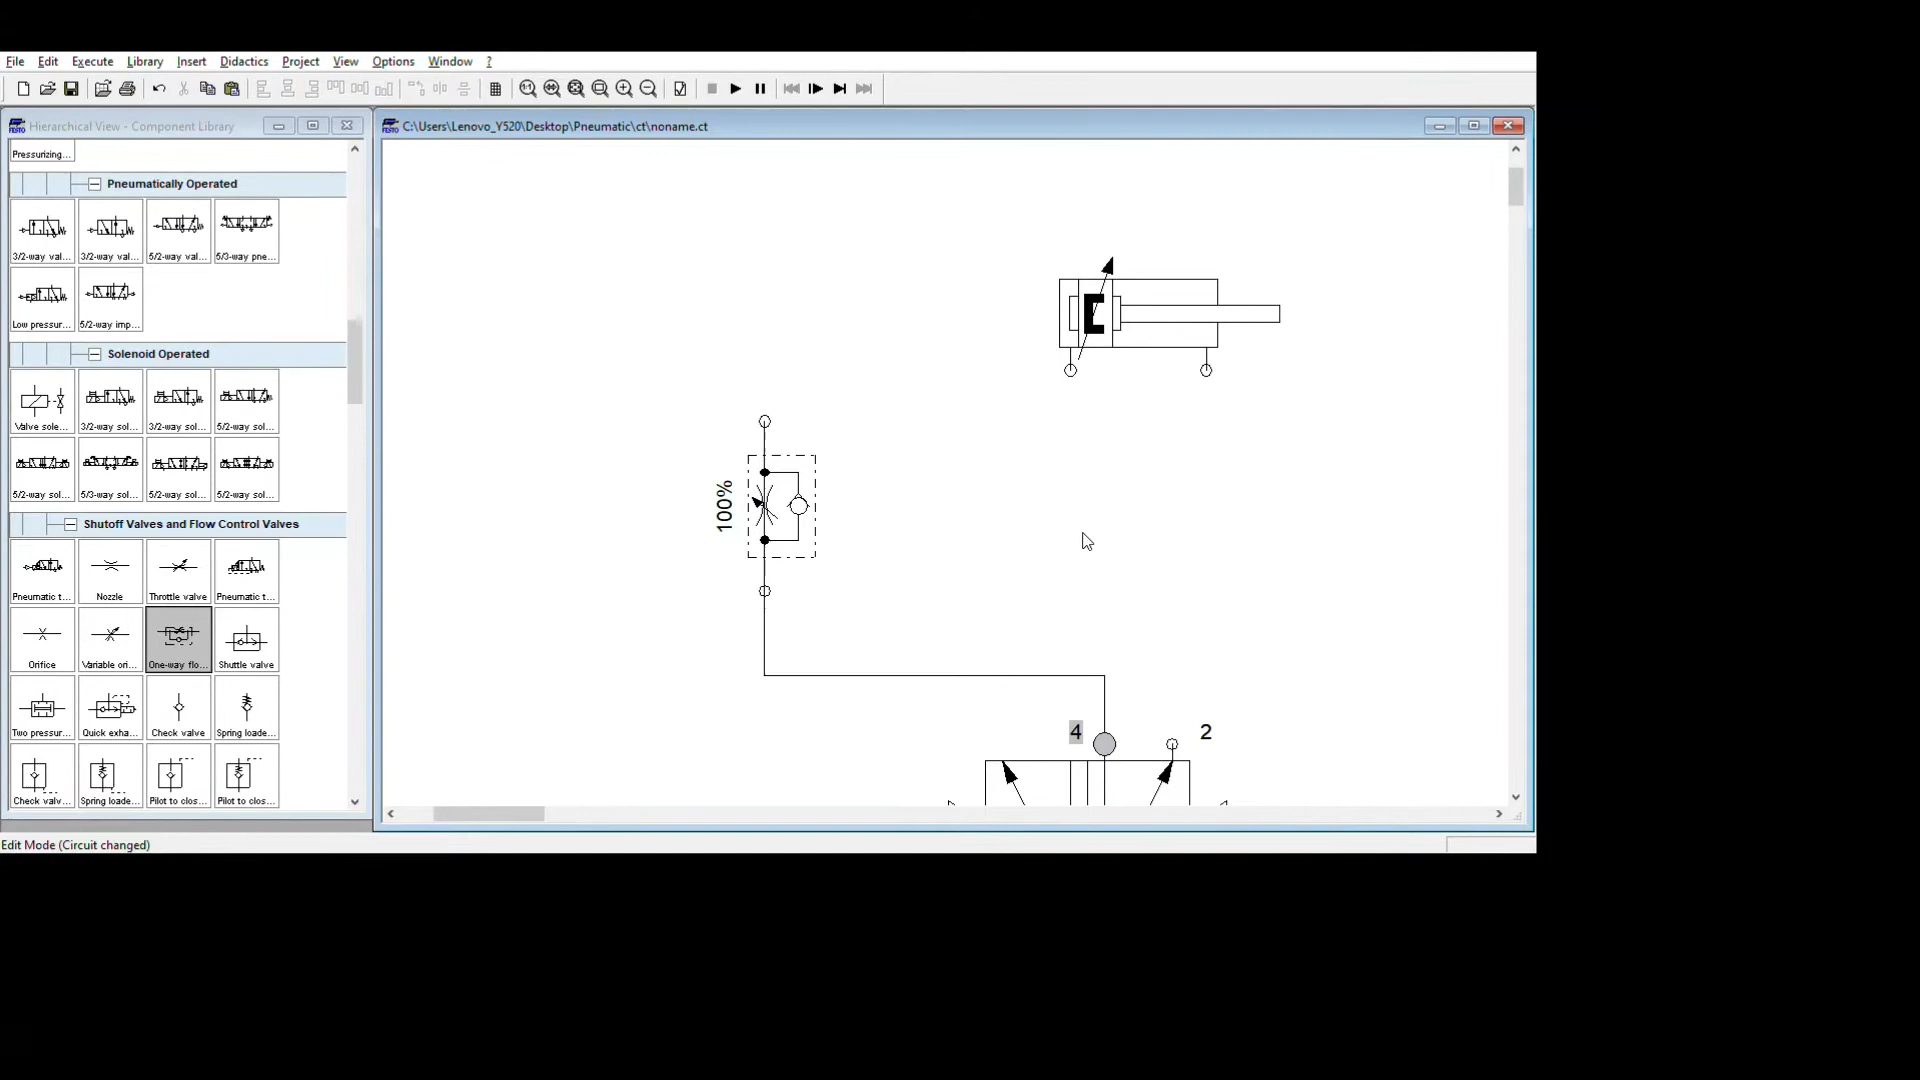 File Edit Execute Library Insert Didactics Project View Options Window ?
Hierarchical View - Component Library
C:\Users\Lenovo_Y520\Desktop\Pneumatic\ct\noname.ct
Pressurizing...
Pneumatically Operated
3/2-way val... 3/2-way val... 5/2-way val... 5/3-way pne...
Low pressur... 5/2-way imp...
Solenoid Operated
Valve sole... 3/2-way sol... 3/2-way sol... 5/2-way sol...
5/2-way sol... 5/3-way sol... 5/2-way sol... 5/2-way sol...
Shutoff Valves and Flow Control Valves
Pneumatic t... Nozzle Throttle valve Pneumatic t...
Orifice Variable ori... One-way flo... Shuttle valve
Two pressur... Quick exha... Check valve Spring loade...
Check valv... Spring loade... Pilot to clos... Pilot to clos...
100%
4 2
Edit Mode (Circuit changed)